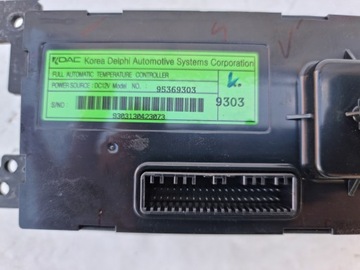 KDAC Korea Delphi Automotive Systems Corporation
FULL AUTOMATIC TEMPERATURE CONTROLLER
POWER SOURCE : DC12V Model NO. 95369303
S/NO : 9303
9303130423073